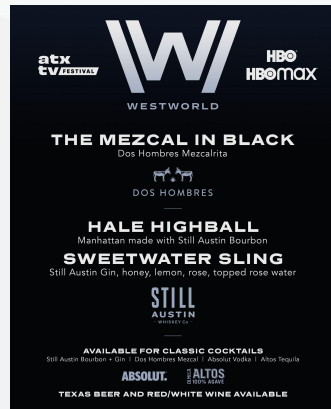 atx
tv FESTIVAL
W
HBO
HBOmax
WESTWORLD
THE MEZCAL IN BLACK
Dos Hombres Mezcalrita
DOS HOMBRES
HALE HIGHBALL
Manhattan made with Still Austin Bourbon
SWEETWATER SLING
Still Austin Gin, honey, lemon, rose, topped rose water
STILL
AUSTIN
WHISKEY Co
AVAILABLE FOR CLASSIC COCKTAILS
Still Austin Bourbon + Gin | Dos Hombres Mezcal | Absolut Vodka | Altos Tequila
ABSOLUT.
ALTOS
100% AGAVE
TEXAS BEER AND RED/WHITE WINE AVAILABLE